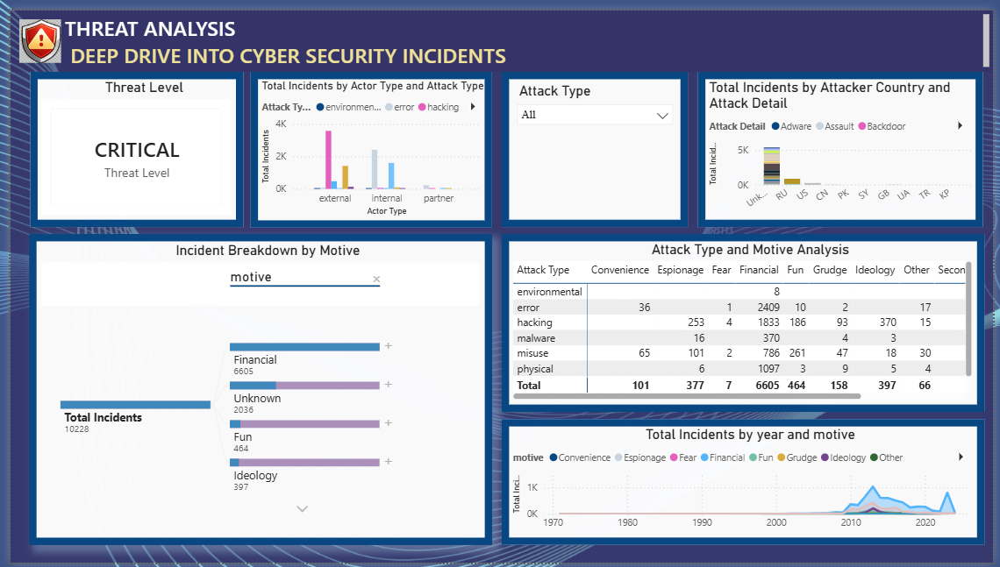 THREAT ANALYSIS
DEEP DRIVE INTO CYBER SECURITY INCIDENTS
Threat Level
CRITICAL
Threat Level
Total Incidents by Actor Type and Attack Type
Attack Ty... environmen... error hacking
Total Incidents
4K
2K
0K
external internal partner
Actor Type
Attack Type
All
Total Incidents by Attacker Country and
Attack Detail
Attack Detail Adware Assault Backdoor
Total Incid...
5K
0K
Unk... RU US CN PK SY GB UA TR KP
Incident Breakdown by Motive
motive
Total Incidents
10228
Financial
6605
Unknown
2036
Fun
464
Ideology
397
Attack Type and Motive Analysis
Attack Type Convenience Espionage Fear Financial Fun Grudge Ideology Other Secon
environmental 8
error 36 1 2409 10 2 17
hacking 253 4 1833 186 93 370 15
malware 16 370 4 3
misuse 65 101 2 786 261 47 18 30
physical 6 1097 3 9 5 4
Total 101 377 7 6605 464 158 397 66
Total Incidents by year and motive
motive Convenience Espionage Fear Financial Fun Grudge Ideology Other
Total Inci...
1K
0K
1970 1980 1990 2000 2010 2020